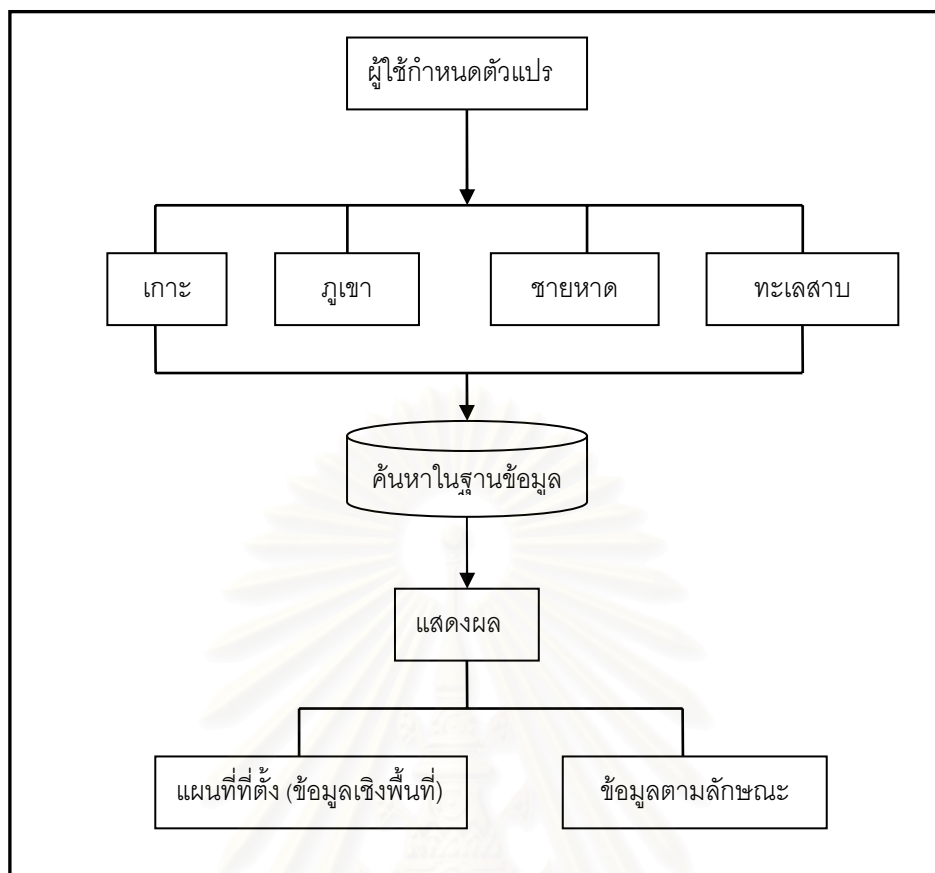 ผู้ใช้กำหนดตัวแปร
เกาะ
ภูเขา
ชายหาด
ทะเลสาบ
ค้นหาในฐานข้อมูล
แสดงผล
แผนที่ที่ตั้ง (ข้อมูลเชิงพื้นที่)
ข้อมูลตามลักษณะ